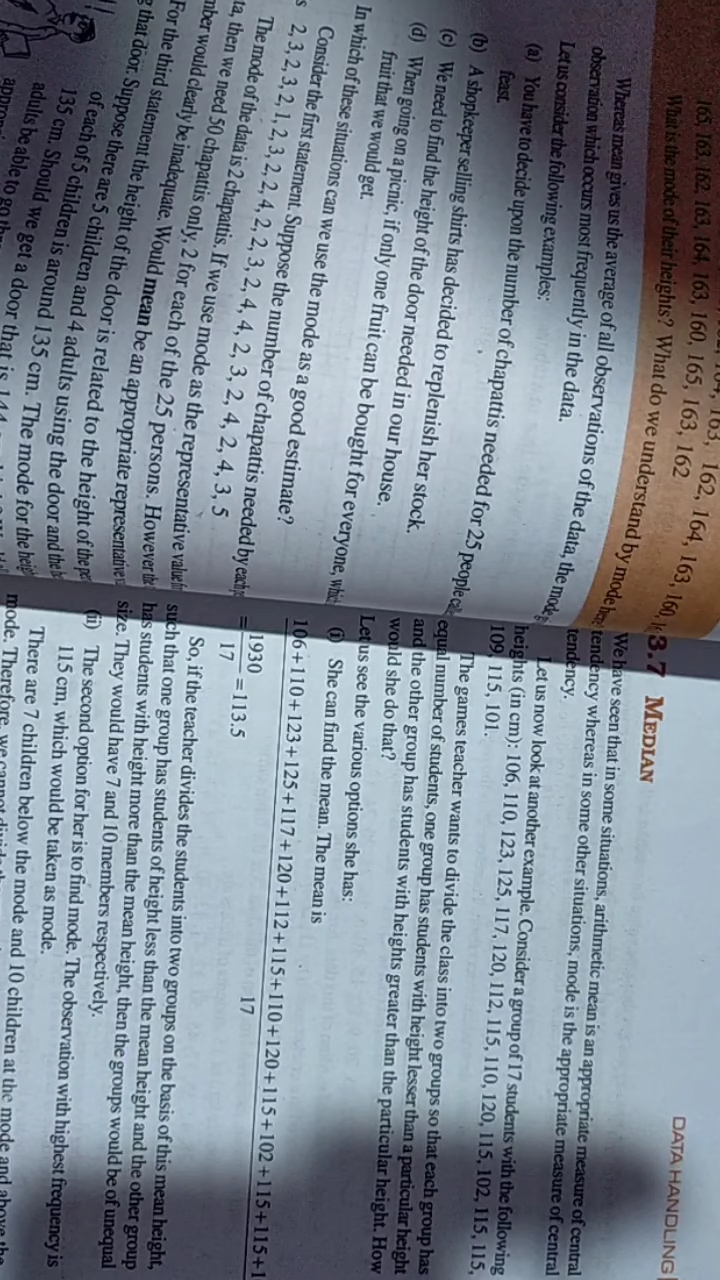 162, 164, 163, 160,
165, 163, 162, 163, 164, 163, 160, 165, 163, 162
What is the mode of their heights? What do we understand by mode
Whereas mean gives us the average of all observations of the data, the mode
observation which occurs most frequently in the data.
Let us consider the following examples:
(a) You have to decide upon the number of chapattis needed for 25 people
feast.
(b) A shopkeeper selling shirts has decided to replenish her stock.
(c) We need to find the height of the door needed in our house.
(d) When going on a picnic, if only one fruit can be bought for everyone,
fruit that we would get.
In which of these situations can we use the mode as a good estimate?
Consider the first statement. Suppose the number of chapattis needed by
2, 3, 2, 3, 2, 1, 2, 3, 2, 2, 4, 2, 2, 3, 2, 4, 4, 2, 3, 2, 4, 2, 4, 3, 5
The mode of the data is 2 chapattis. If we use mode as the representative
then we need 50 chapattis only, 2 for each of the 25 persons. However
would clearly be inadequate. Would mean be an appropriate representative
For the third statement the height of the door is related to the height of the
that door. Suppose there are 5 children and 4 adults using the door and the
of each of 5 children is around 135 cm. The mode for the
135 cm. Should we get a door that is 144
adults be able to go
DATA HANDLING
3.7 MEDIAN
We have seen that in some situations, arithmetic mean is an appropriate measure of central
tendency whereas in some other situations, mode is the appropriate measure of central
tendency.
Let us now look at another example. Consider a group of 17 students with the following
heights (in cm): 106, 110, 123, 125, 117, 120, 112, 115, 110, 120, 115, 102, 115, 115,
109, 115, 101.
The games teacher wants to divide the class into two groups so that each group has
equal number of students, one group has students with height lesser than a particular height
and the other group has students with heights greater than the particular height. How
would she do that?
Let us see the various options she has:
(i) She can find the mean. The mean is
106+110+123+125+117+120+112+115+110+120+115+102+115+115+1
17
= 1930/17 = 113.5
So, if the teacher divides the students into two groups on the basis of this mean height,
such that one group has students of height less than the mean height and the other group
has students with height more than the mean height, then the groups would be of unequal
size. They would have 7 and 10 members respectively.
(ii) The second option for her is to find mode. The observation with highest frequency is
115 cm, which would be taken as mode.
There are 7 children below the mode and 10 children at the mode and above the
mode. Therefore, we cannot divide